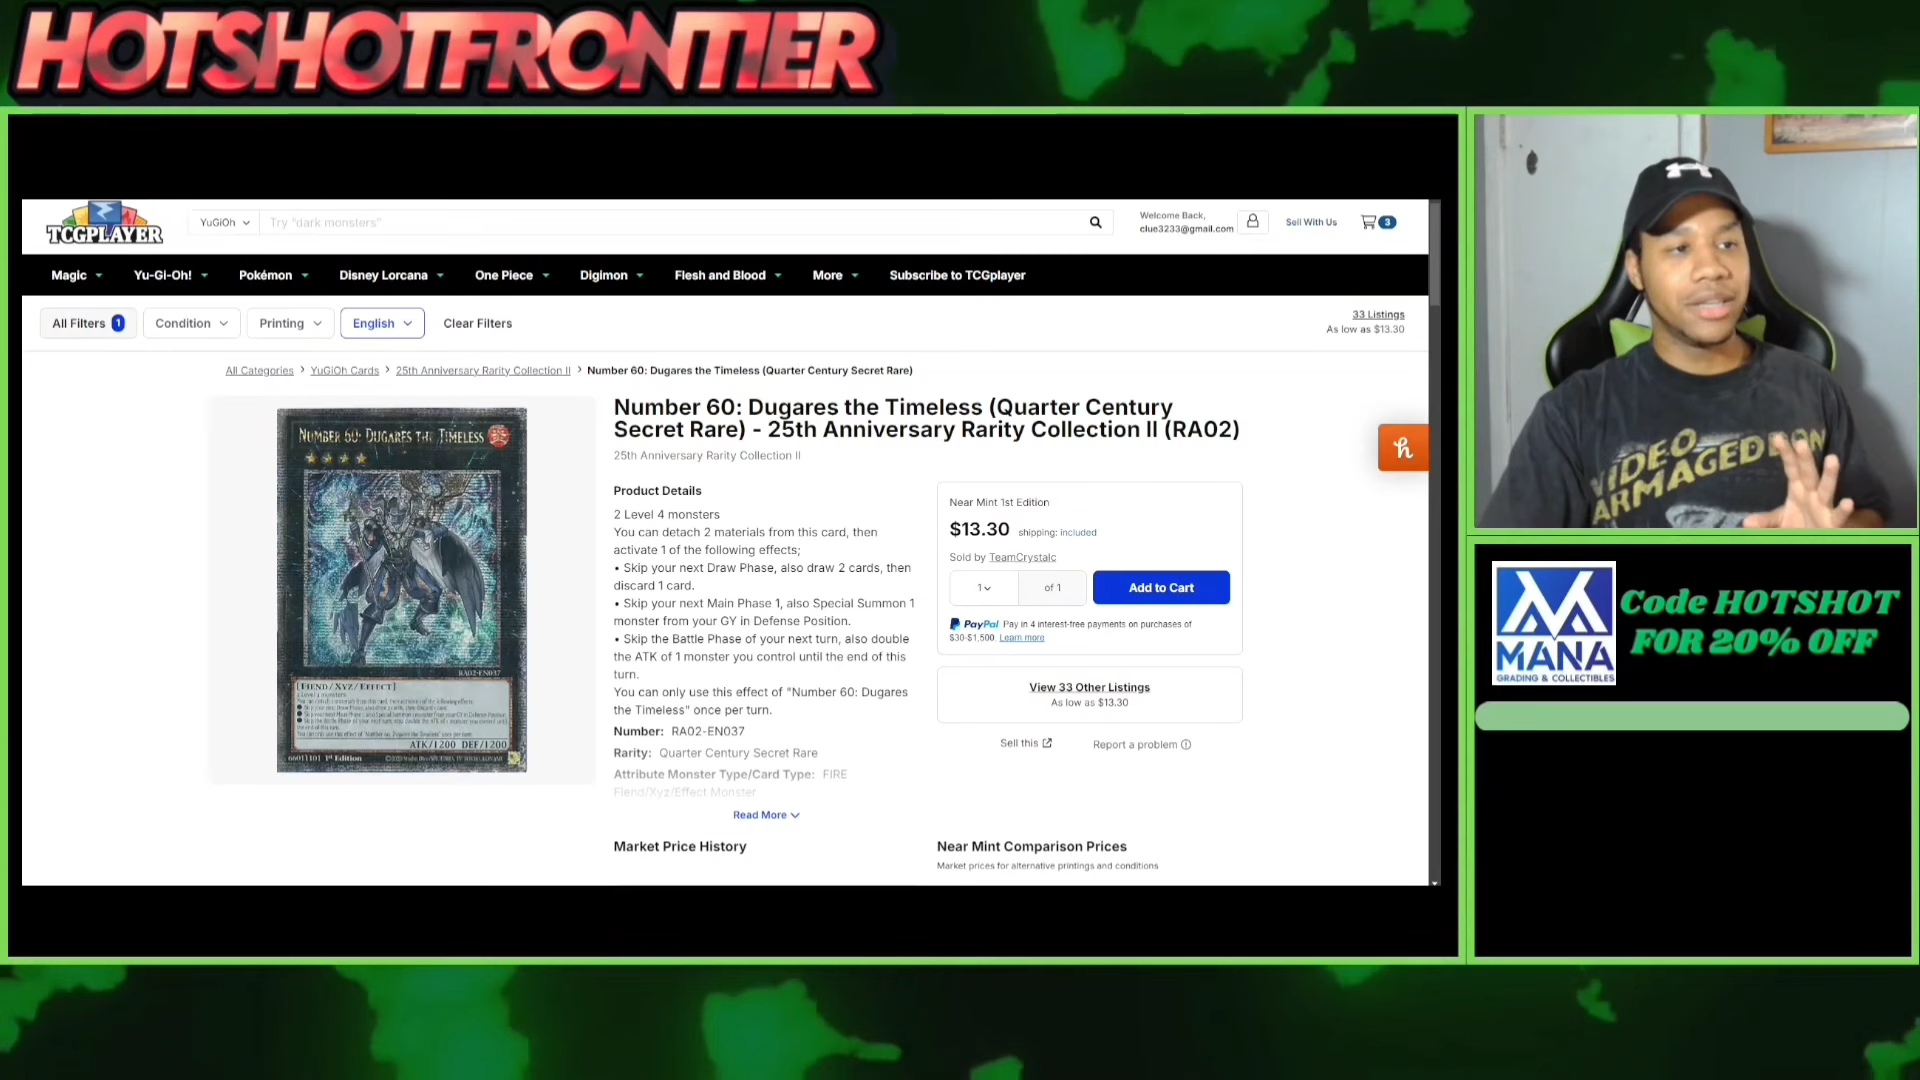 HOTSHOTFRONTIER
TCGPLAYER
YuGiOh
Try "dark monsters"
Welcome Back,
clue3233@gmail.com
Sell With Us
3
Magic
Yu-Gi-Oh!
Pokémon
Disney Lorcana
One Piece
Digimon
Flesh and Blood
More
Subscribe to TCGplayer
All Filters 1
Condition
Printing
English
Clear Filters
33 Listings
As low as $13.30
All Categories > YuGiOh Cards > 25th Anniversary Rarity Collection II > Number 60: Dugares the Timeless (Quarter Century Secret Rare)
NUMBER 60: DUGARES THE TIMELESS
RA02-EN037
[FIEND/XYZ/EFFECT]
ATK/1200 DEF/1200
66011101 1st Edition
Number 60: Dugares the Timeless (Quarter Century
Secret Rare) - 25th Anniversary Rarity Collection II (RA02)
25th Anniversary Rarity Collection II
Product Details
2 Level 4 monsters
You can detach 2 materials from this card, then
activate 1 of the following effects;
• Skip your next Draw Phase, also draw 2 cards, then
discard 1 card.
• Skip your next Main Phase 1, also Special Summon 1
monster from your GY in Defense Position.
• Skip the Battle Phase of your next turn, also double
the ATK of 1 monster you control until the end of this
turn.
You can only use this effect of "Number 60: Dugares
the Timeless" once per turn.
Number: RA02-EN037
Rarity: Quarter Century Secret Rare
Attribute Monster Type/Card Type: FIRE
Fiend/Xyz/Effect Monster
Read More
Near Mint 1st Edition
$13.30 shipping: included
Sold by TeamCrystalc
1
of 1
Add to Cart
PayPal Pay in 4 interest-free payments on purchases of
$30-$1,500. Learn more
View 33 Other Listings
As low as $13.30
Sell this
Report a problem
Market Price History
Near Mint Comparison Prices
Market prices for alternative printings and conditions
VIDEO
ARMAGEDDON
MANA
GRADING & COLLECTIBLES
Code HOTSHOT
FOR 20% OFF